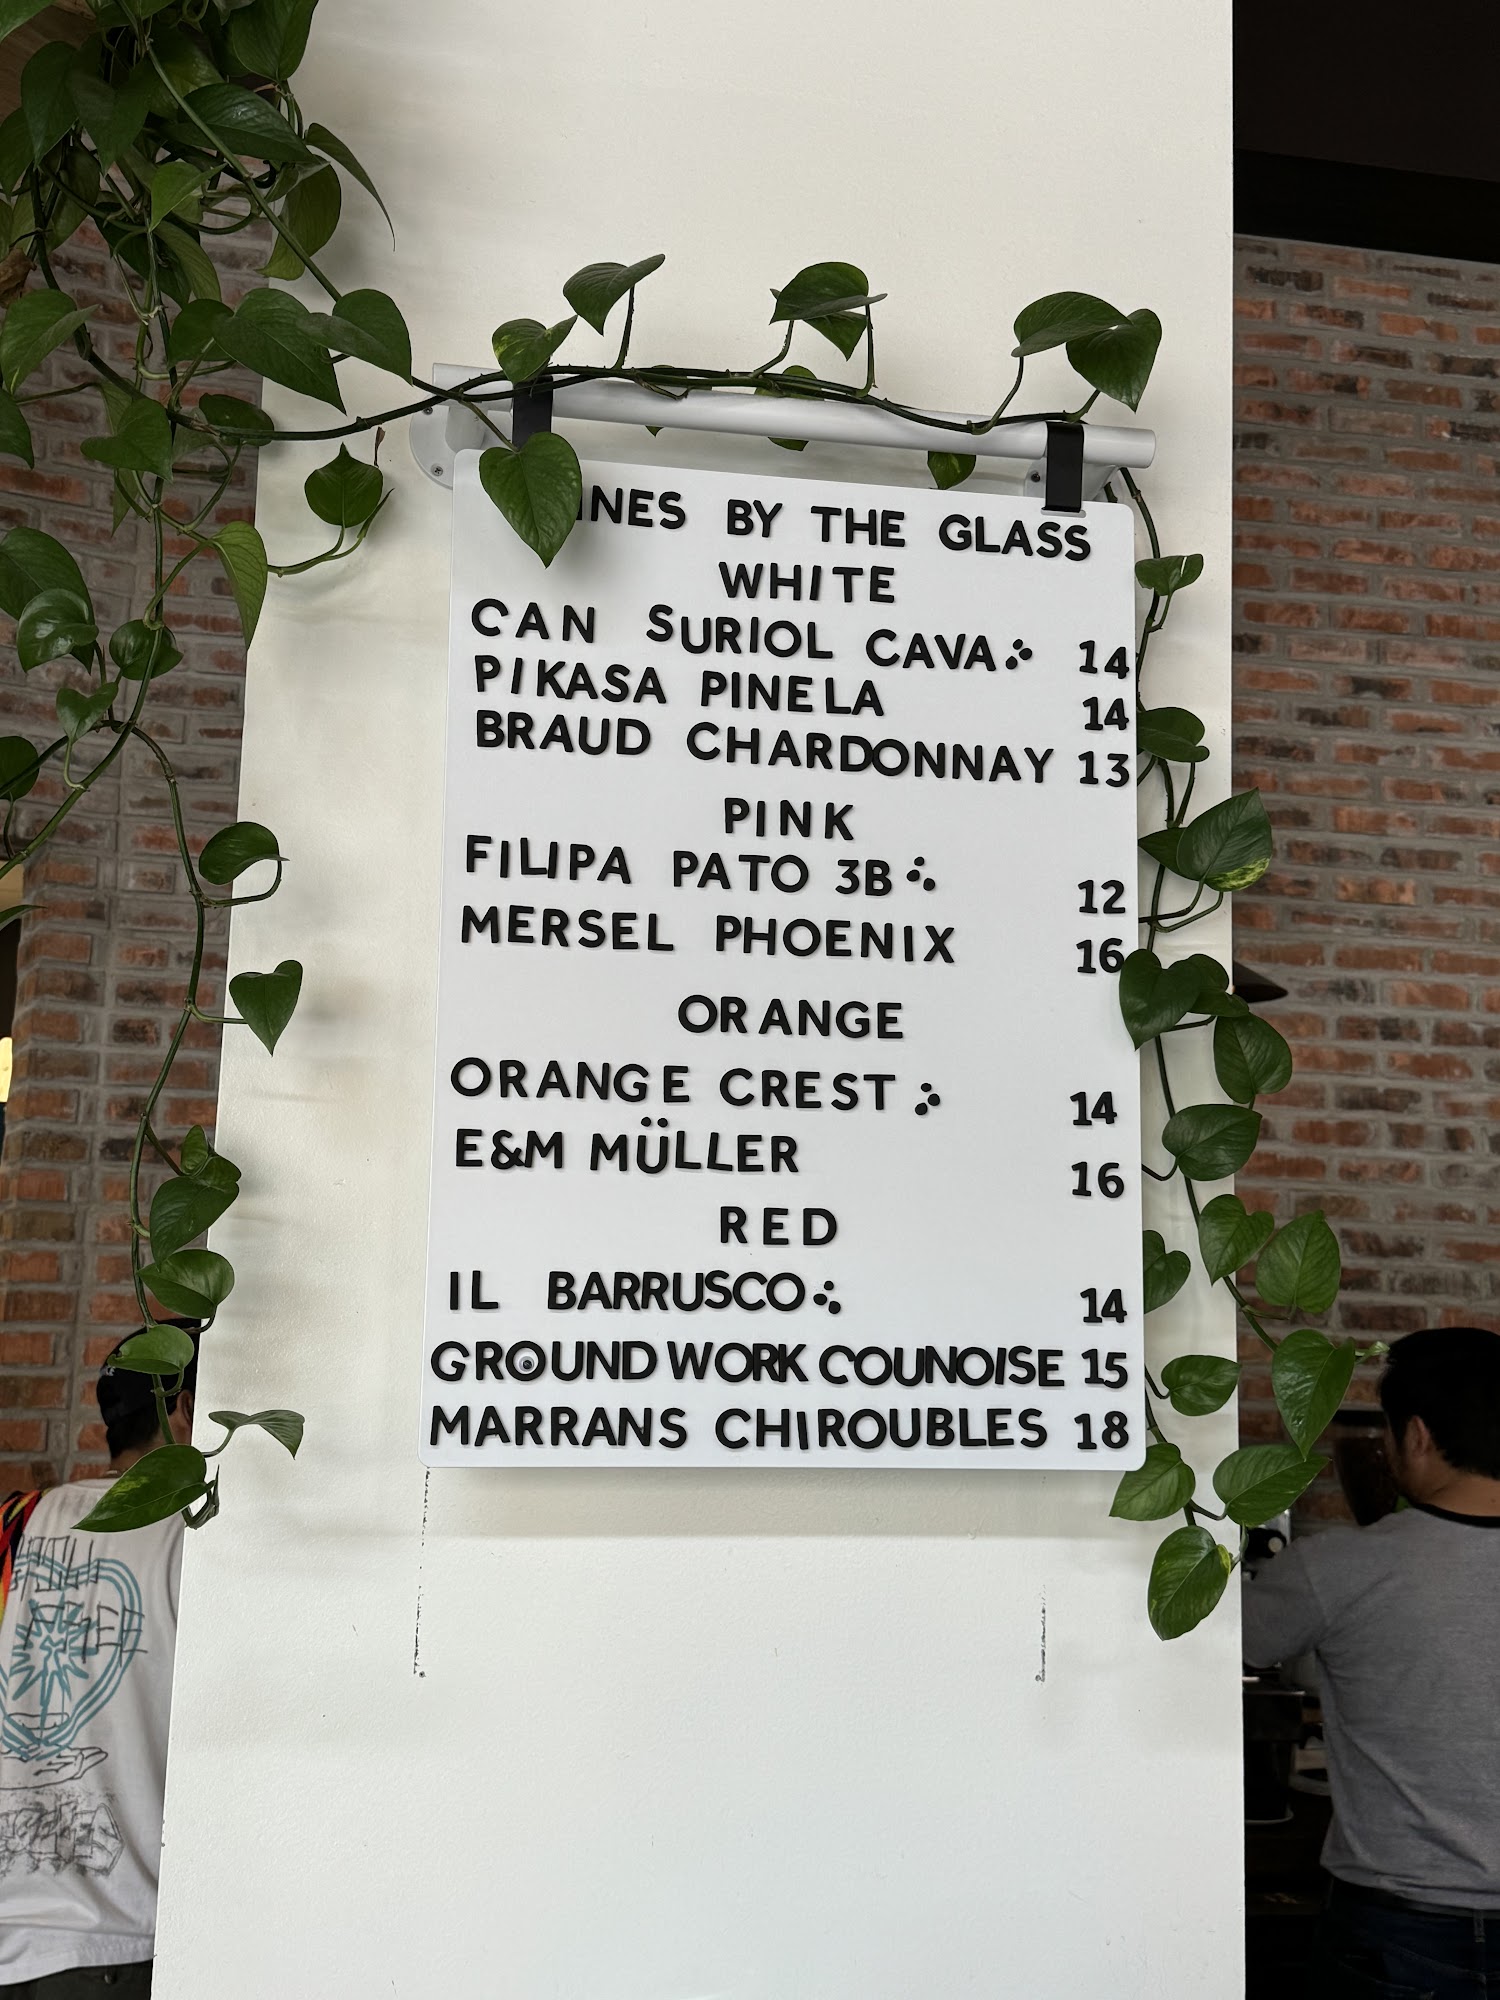 INES BY THE GLASS
WHITE
CAN SURIOL CAVA 14
PIKASA PINELA 14
BRAUD CHARDONNAY 13
PINK
FILIPA PATO 3B 12
MERSEL PHOENIX 16
ORANGE
ORANGE CREST 14
E&M MÜLLER 16
RED
IL BARRUSCO 14
GROUNDWORK COUNOISE 15
MARRANS CHIROUBLES 18